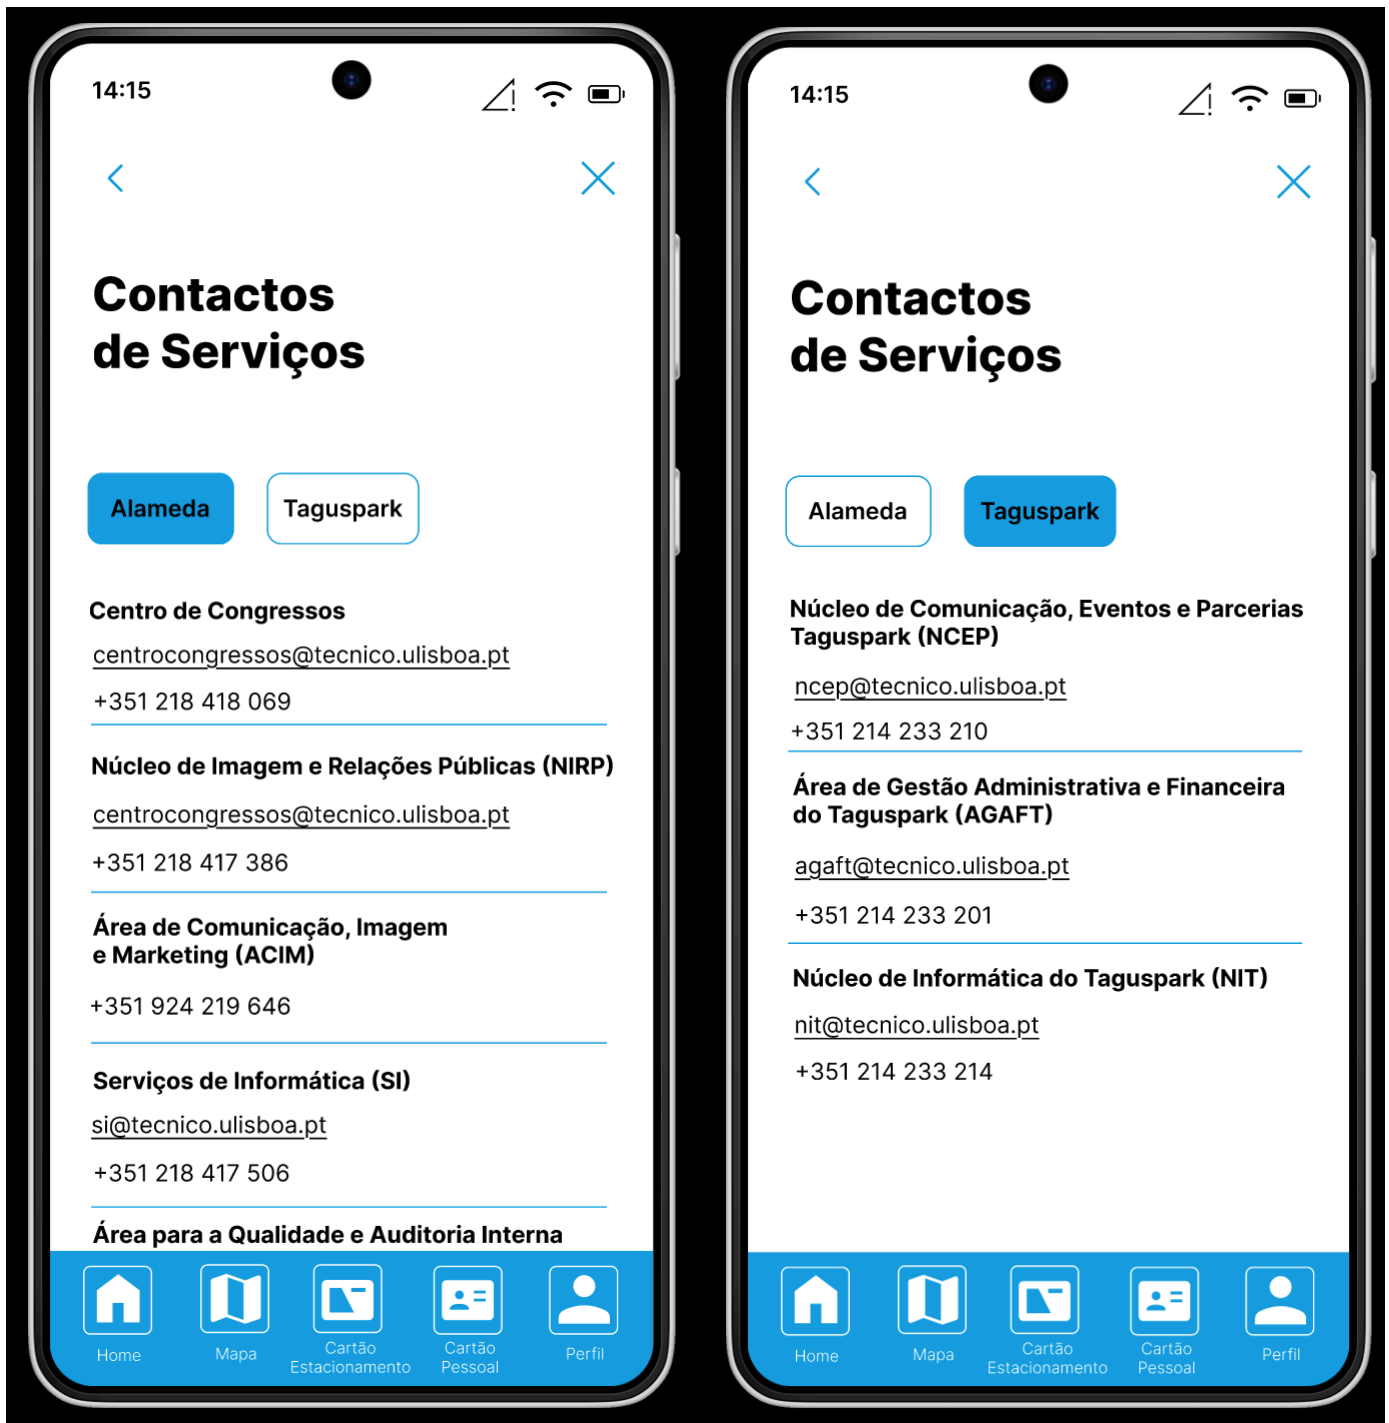 14:15
Contactos
de Serviços
Alameda
Taguspark
Centro de Congressos
centrocongressos@tecnico.ulisboa.pt
+351 218 418 069
Núcleo de Imagem e Relações Públicas (NIRP)
centrocongressos@tecnico.ulisboa.pt
+351 218 417 386
Área de Comunicação, Imagem
e Marketing (ACIM)
+351 924 219 646
Serviços de Informática (SI)
si@tecnico.ulisboa.pt
+351 218 417 506
Área para a Qualidade e Auditoria Interna
Home
Mapa
Cartão
Estacionamento
Cartão
Pessoal
Perfil
14:15
Contactos
de Serviços
Alameda
Taguspark
Núcleo de Comunicação, Eventos e Parcerias
Taguspark (NCEP)
ncep@tecnico.ulisboa.pt
+351 214 233 210
Área de Gestão Administrativa e Financeira
do Taguspark (AGAFT)
agaft@tecnico.ulisboa.pt
+351 214 233 201
Núcleo de Informática do Taguspark (NIT)
nit@tecnico.ulisboa.pt
+351 214 233 214
Home
Mapa
Cartão
Estacionamento
Cartão
Pessoal
Perfil